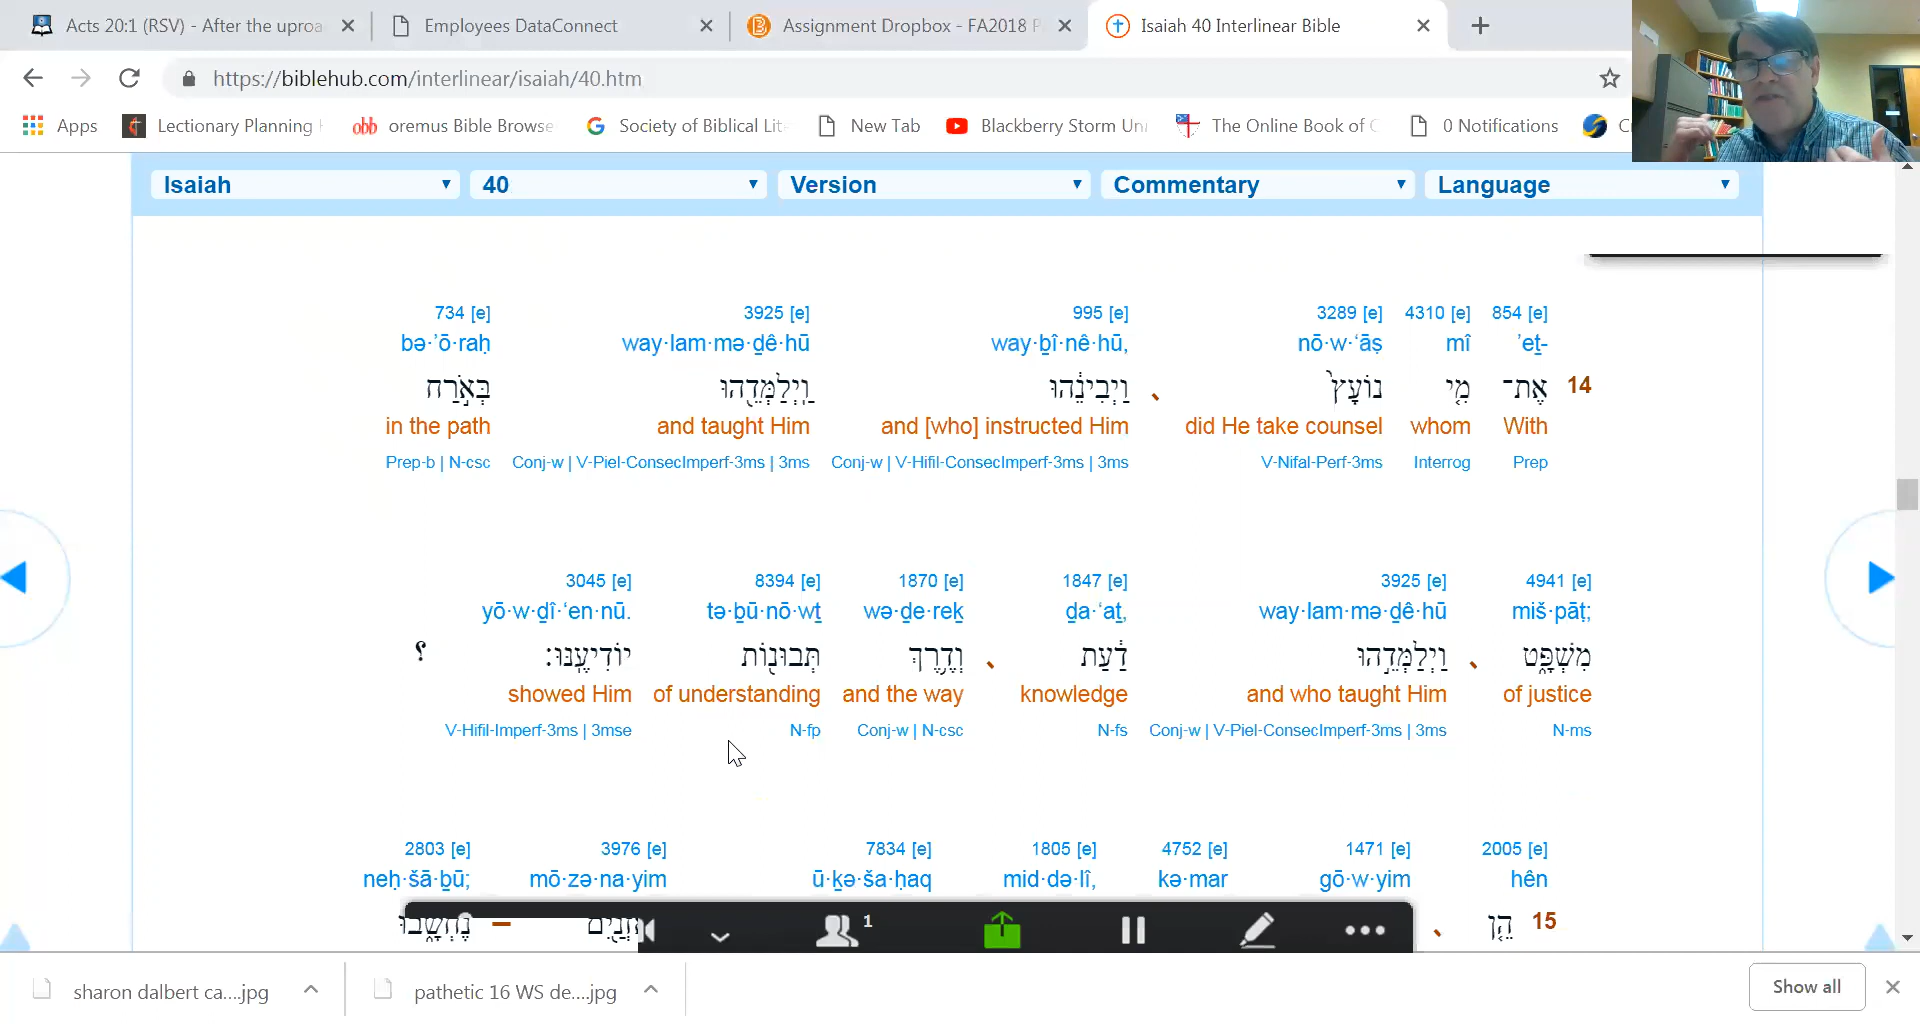 Acts 20:1 (RSV) - After the uproa
Employees DataConnect
Assignment Dropbox - FA2018 P
Isaiah 40 Interlinear Bible
https://biblehub.com/interlinear/isaiah/40.htm
Apps
Lectionary Planning
oremus Bible Browse
Society of Biblical Lit
New Tab
Blackberry Storm Un
The Online Book of C
0 Notifications
Isaiah 40 Version Commentary Language
734 [e] 3925 [e] 995 [e] 3289 [e] 4310 [e] 854 [e]
bə·’ō·raḥ way·lam·mə·ḏê·hū way·ḇî·nê·hū, nō·w·‘āṣ mî ’eṯ-
14 אֶת־ מִ֤י נוֹעָץ֙ 、 וַיְבִינֵ֔הוּ וַֽיְלַמְּדֵ֖הוּ בְּאֹ֣רַח
in the path and taught Him and [who] instructed Him did He take counsel whom With
Prep-b | N-csc Conj-w | V-Piel-ConsecImperf-3ms | 3ms Conj-w | V-Hifil-ConsecImperf-3ms | 3ms V-Nifal-Perf-3ms Interrog Prep
3045 [e] 8394 [e] 1870 [e] 1847 [e] 3925 [e] 4941 [e]
yō·w·ḏî·‘en·nū. tə·ḇū·nō·wṯ wə·ḏe·reḵ ḏa·‘aṯ, way·lam·mə·ḏê·hū miš·pāṭ;
מִשְׁפָּ֑ט 、 וַיְלַמְּדֵ֣הוּ דַ֔עַת 、 וְדֶ֥רֶךְ תְּבוּנ֖וֹת יוֹדִיעֶֽנּוּ׃ ؟
showed Him of understanding and the way knowledge and who taught Him of justice
V-Hifil-Imperf-3ms | 3mse N-fp Conj-w | N-csc N-fs Conj-w | V-Piel-ConsecImperf-3ms | 3ms N-ms
2803 [e] 3976 [e] 7834 [e] 1805 [e] 4752 [e] 1471 [e] 2005 [e]
neḥ·šā·ḇū; mō·zə·na·yim ū·ḵə·ša·ḥaq mid·də·lî, kə·mar gō·w·yim hên
15 הֵ֤ן 、 – נֶחְשָׁ֑בוּ
1
sharon dalbert ca....jpg
pathetic 16 WS de....jpg
Show all